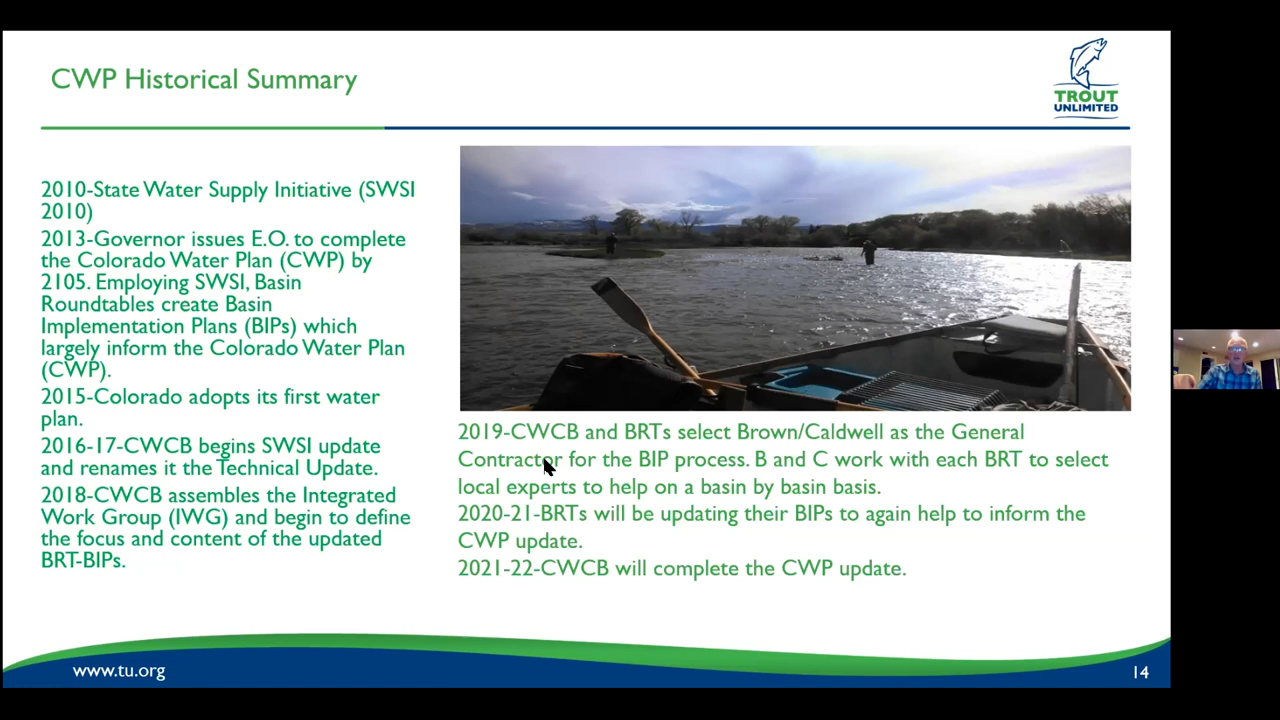 CWP Historical Summary
TROUT
UNLIMITED
2010-State Water Supply Initiative (SWSI
2010)
2013-Governor issues E.O. to complete
the Colorado Water Plan (CWP) by
2105. Employing SWSI, Basin
Roundtables create Basin
Implementation Plans (BIPs) which
largely inform the Colorado Water Plan
(CWP).
2015-Colorado adopts its first water
plan.
2016-17-CWCB begins SWSI update
and renames it the Technical Update.
2018-CWCB assembles the Integrated
Work Group (IWG) and begin to define
the focus and content of the updated
BRT-BIPs.
2019-CWCB and BRTs select Brown/Caldwell as the General
Contractor for the BIP process. B and C work with each BRT to select
local experts to help on a basin by basin basis.
2020-21-BRTs will be updating their BIPs to again help to inform the
CWP update.
2021-22-CWCB will complete the CWP update.
www.tu.org
14